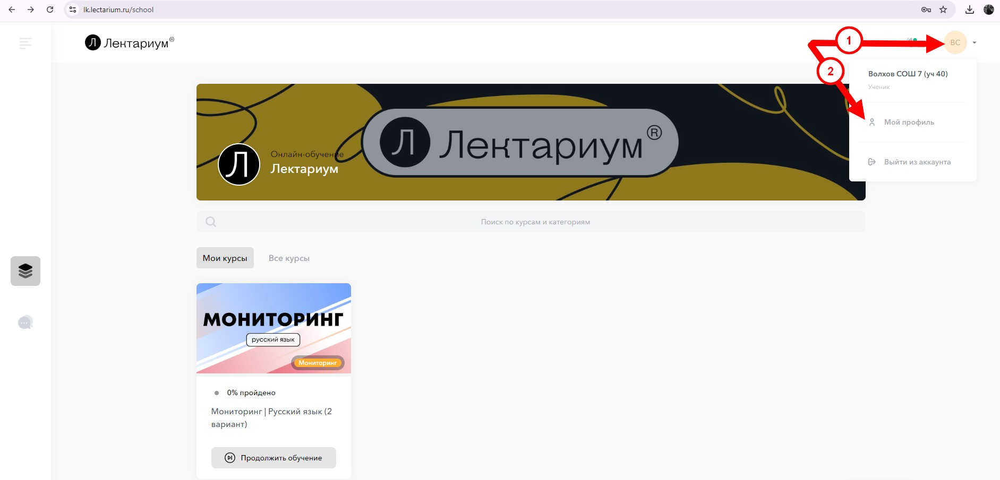 lk.lectarium.ru/school
Л Лектариум®
1
ВС
2
Волхов СОШ 7 (уч 40)
Ученик
Мой профиль
Выйти из аккаунта
Л Лектариум®
Л
Онлайн-обучение
Лектариум
Поиск по курсам и категориям
Мои курсы
Все курсы
МОНИТОРИНГ
русский язык
Мониторинг
0% пройдено
Мониторинг | Русский язык (2
вариант)
Продолжить обучение